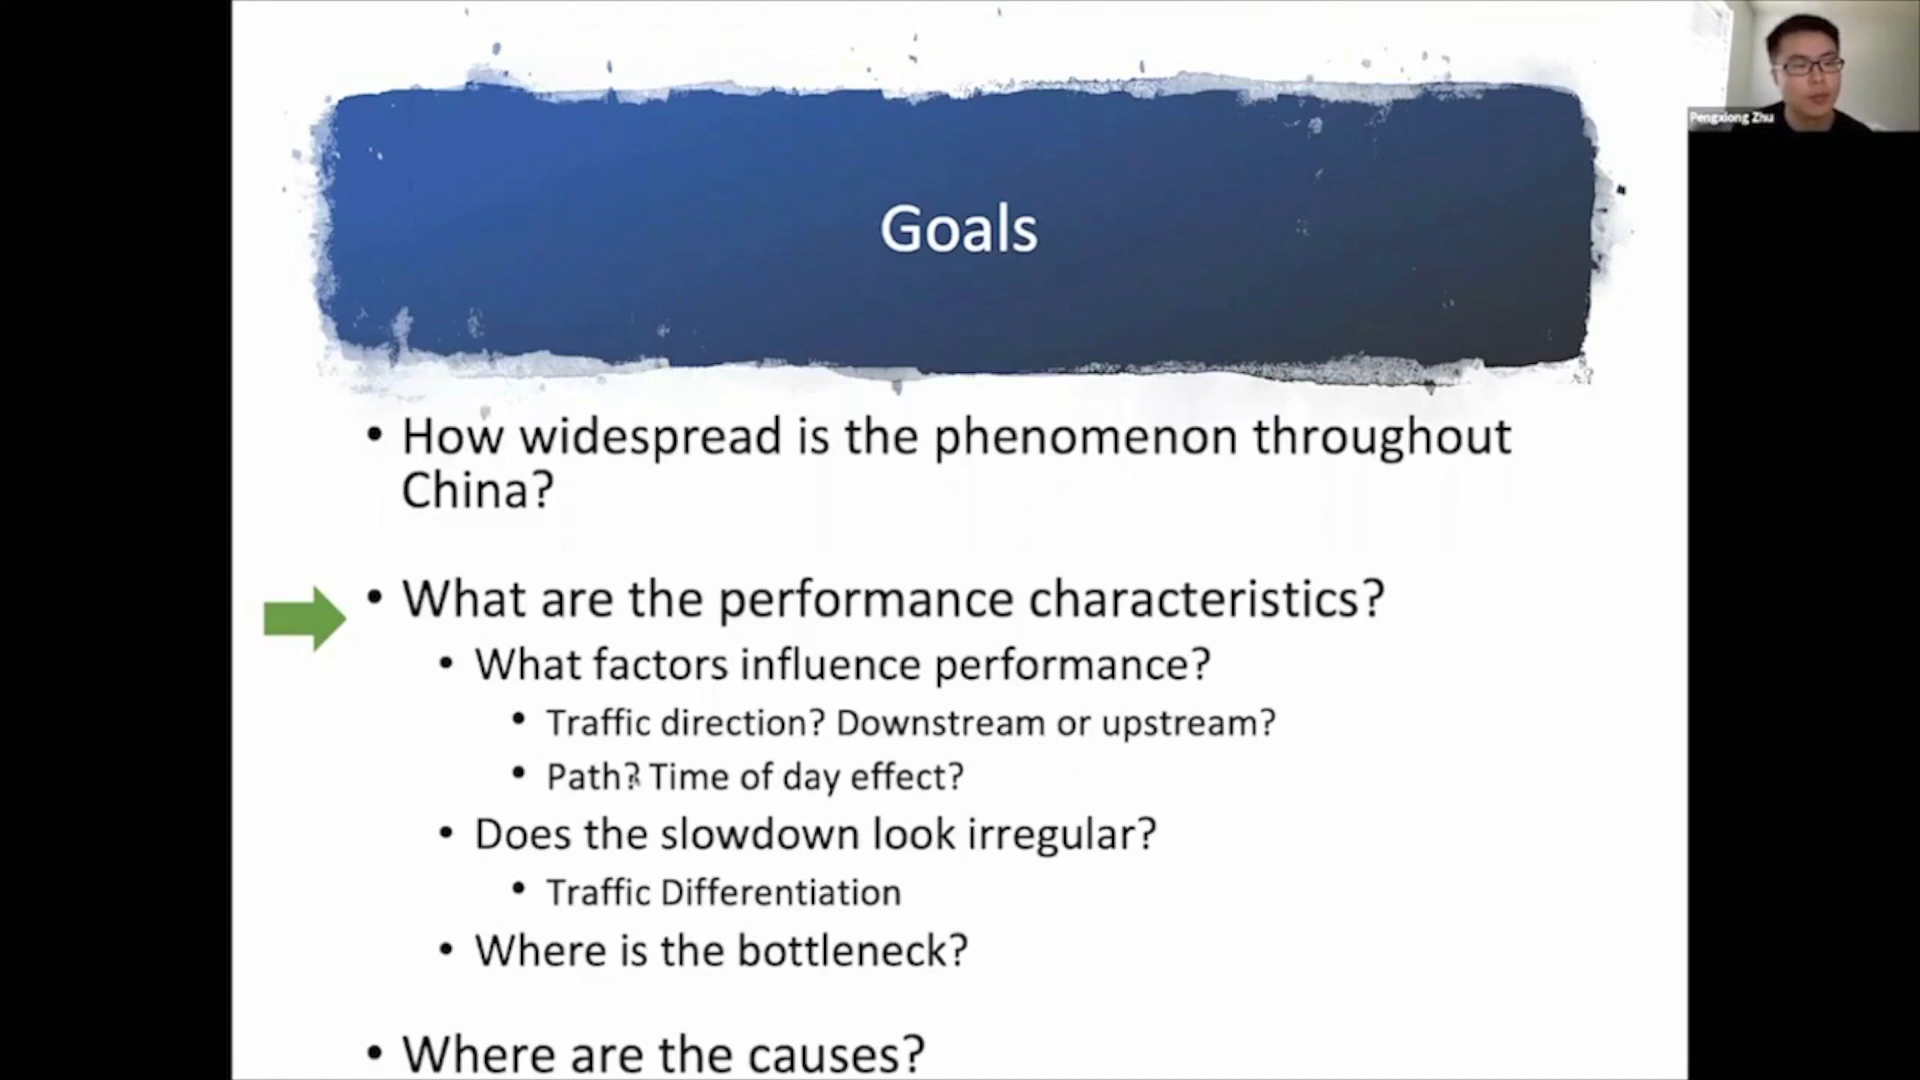 Pengxiong Zhu
Goals
• How widespread is the phenomenon throughout
China?
• What are the performance characteristics?
• What factors influence performance?
• Traffic direction? Downstream or upstream?
• Path? Time of day effect?
• Does the slowdown look irregular?
• Traffic Differentiation
• Where is the bottleneck?
• Where are the causes?